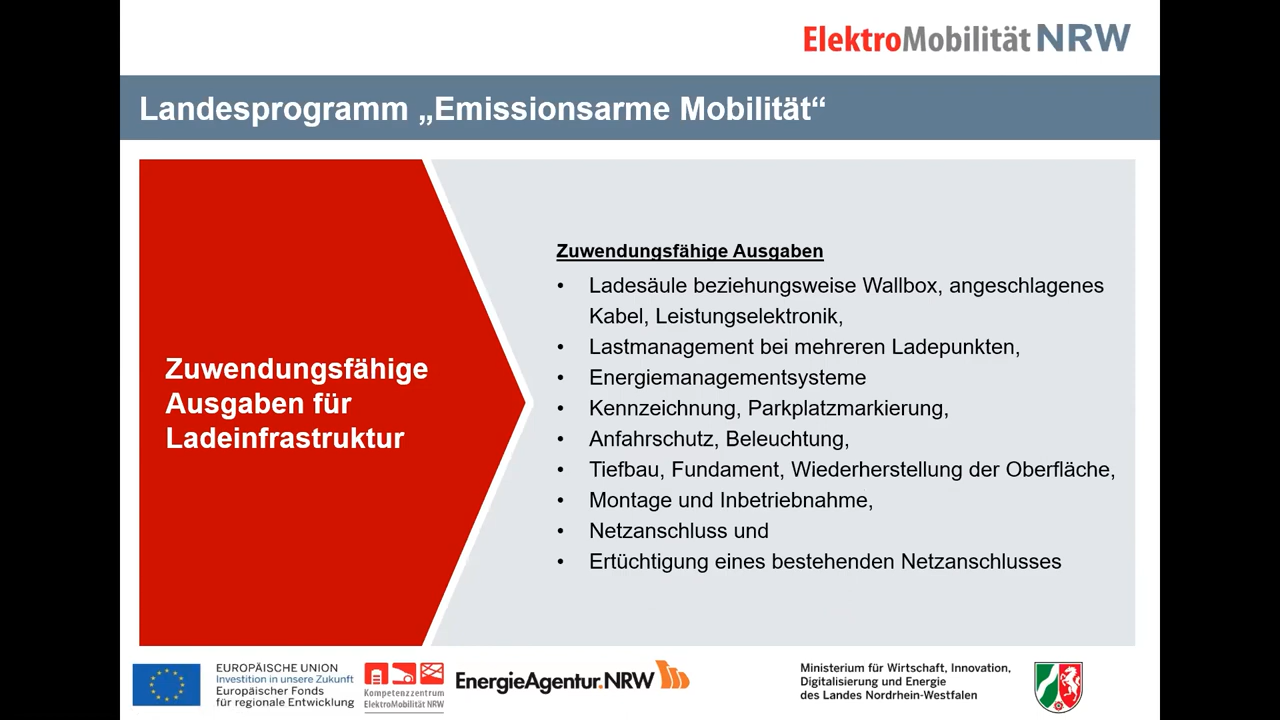 ElektroMobilität NRW
Landesprogramm „Emissionsarme Mobilität“
Zuwendungsfähige
Ausgaben für
Ladeinfrastruktur
Zuwendungsfähige Ausgaben
• Ladesäule beziehungsweise Wallbox, angeschlagenes
Kabel, Leistungselektronik,
• Lastmanagement bei mehreren Ladepunkten,
• Energiemanagementsysteme
• Kennzeichnung, Parkplatzmarkierung,
• Anfahrschutz, Beleuchtung,
• Tiefbau, Fundament, Wiederherstellung der Oberfläche,
• Montage und Inbetriebnahme,
• Netzanschluss und
• Ertüchtigung eines bestehenden Netzanschlusses
EUROPÄISCHE UNION
Investition in unsere Zukunft
Europäischer Fonds
für regionale Entwicklung
Kompetenzzentrum
ElektroMobilität NRW
EnergieAgentur.NRW
Ministerium für Wirtschaft, Innovation,
Digitalisierung und Energie
des Landes Nordrhein-Westfalen